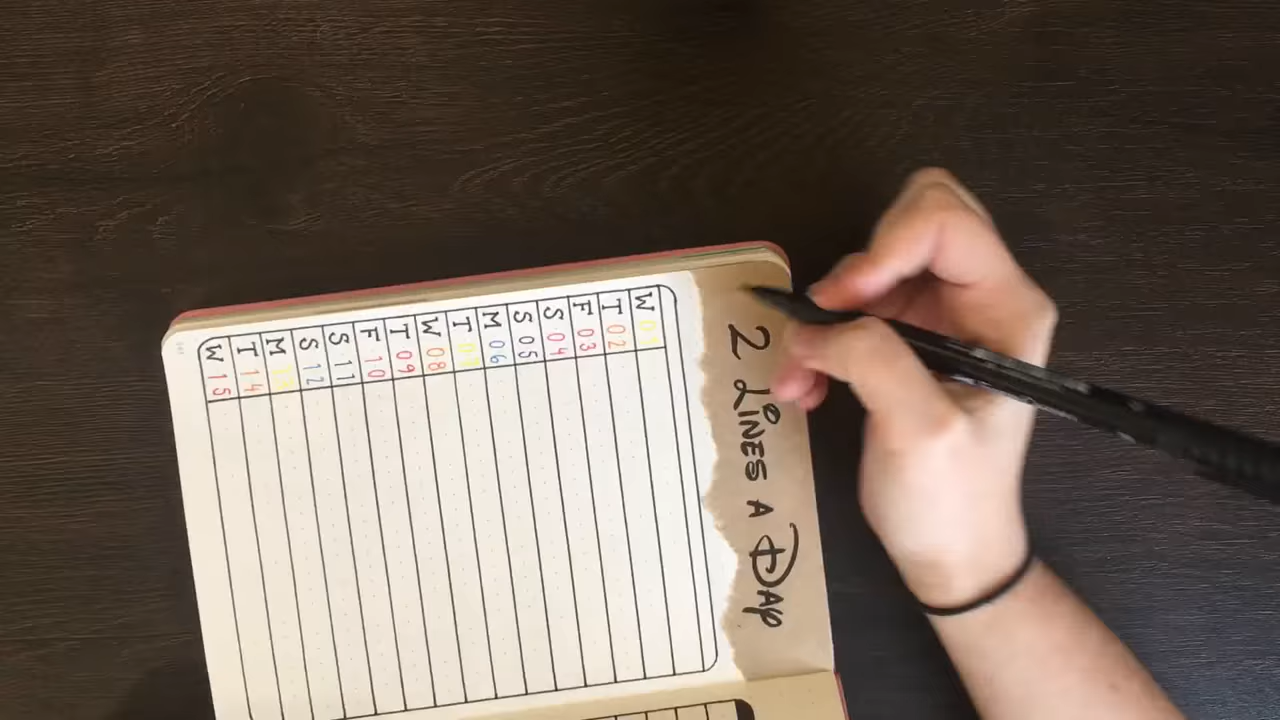 2 LINES A DAY
W 01
T 02
F 03
S 04
S 05
M 06
T 07
W 08
T 09
F 10
S 11
S 12
M 13
T 14
W 15